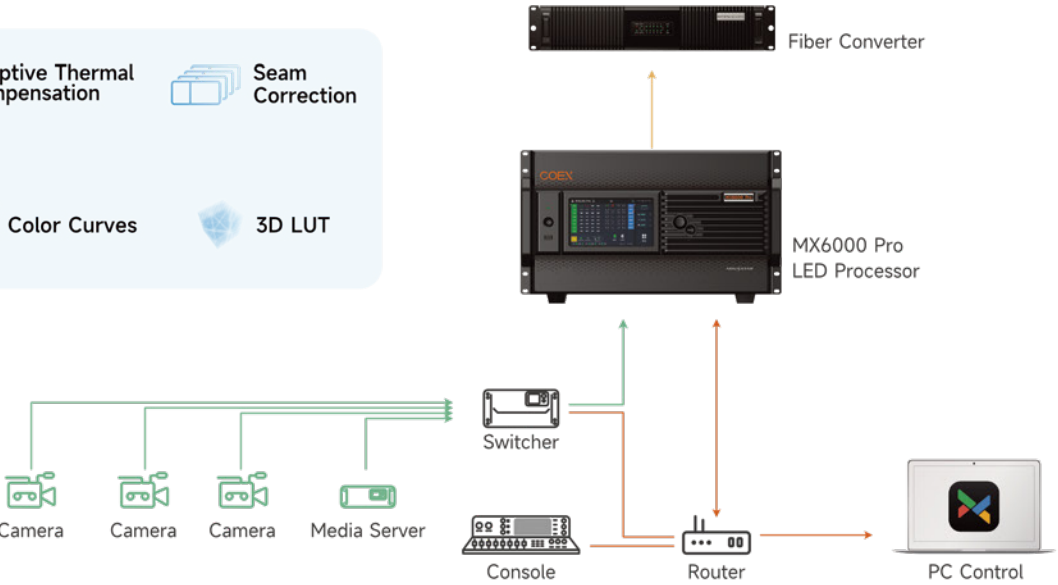 Fiber Converter
ptive Thermal
mpensation
Seam
Correction
COEX
Color Curves
3D LUT
MX6000 Pro
LED Processor
Switcher
Camera
Camera
Camera
Media Server
Console
Router
PC Control